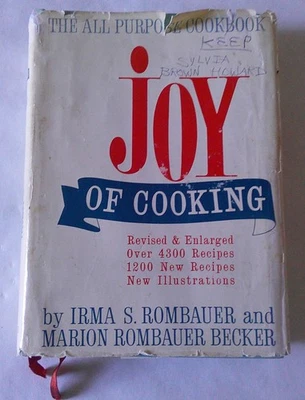 THE ALL PURPOSE COOKBOOK
KEEP
SYLVIA
BROWN HOWARD
JOY
OF COOKING
Revised & Enlarged
Over 4300 Recipes
1200 New Recipes
New Illustrations
by IRMA S. ROMBAUER and
MARION ROMBAUER BECKER